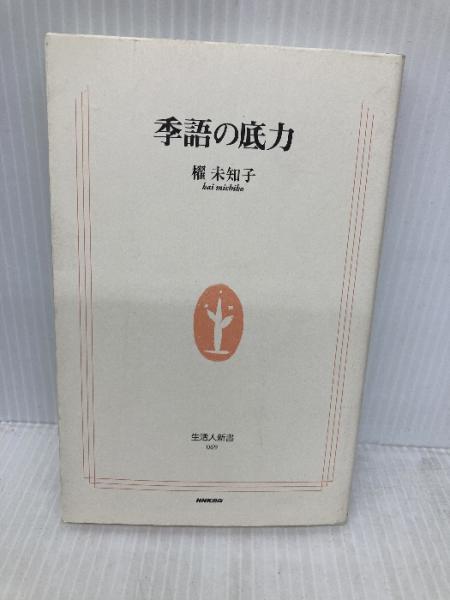 季語の底力
櫂 未知子
kai michiko
生活人新書
069
NHK出版